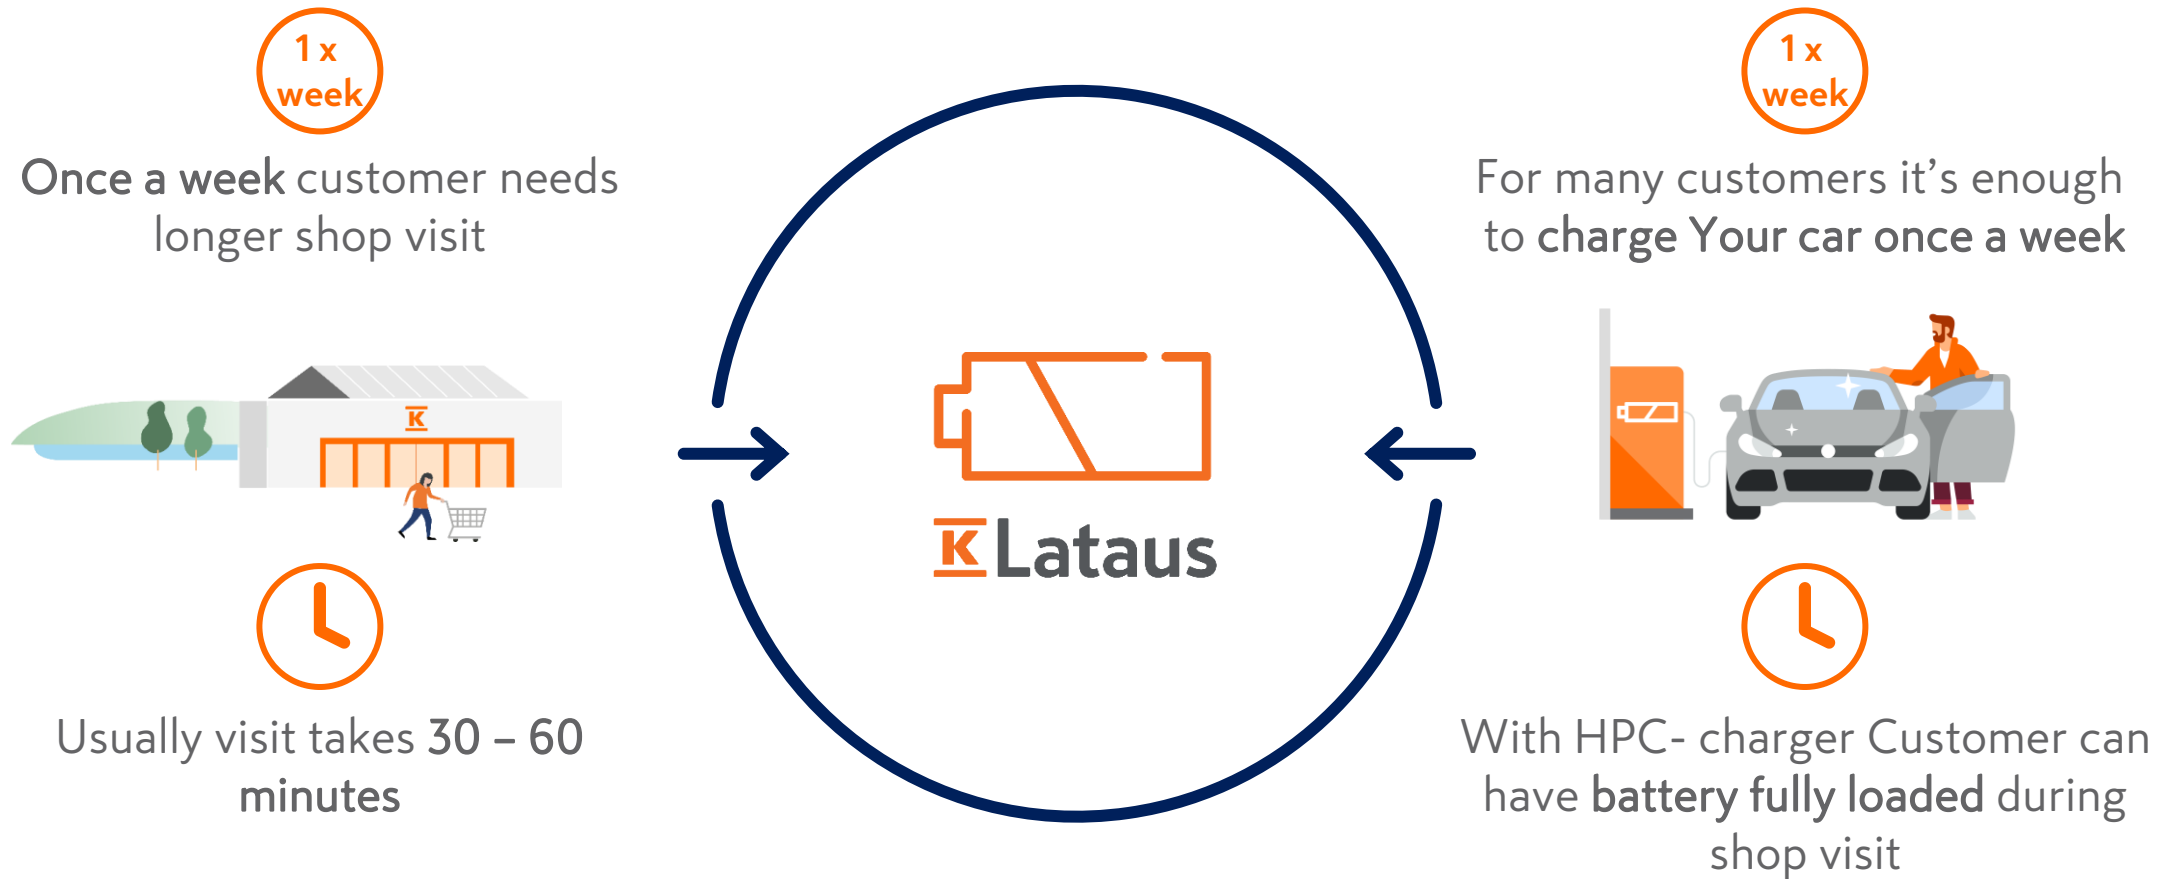 1 x
week
Once a week customer needs
longer shop visit
K
Usually visit takes 30 – 60
minutes
K Lataus
1 x
week
For many customers it’s enough
to charge Your car once a week
With HPC- charger Customer can
have battery fully loaded during
shop visit